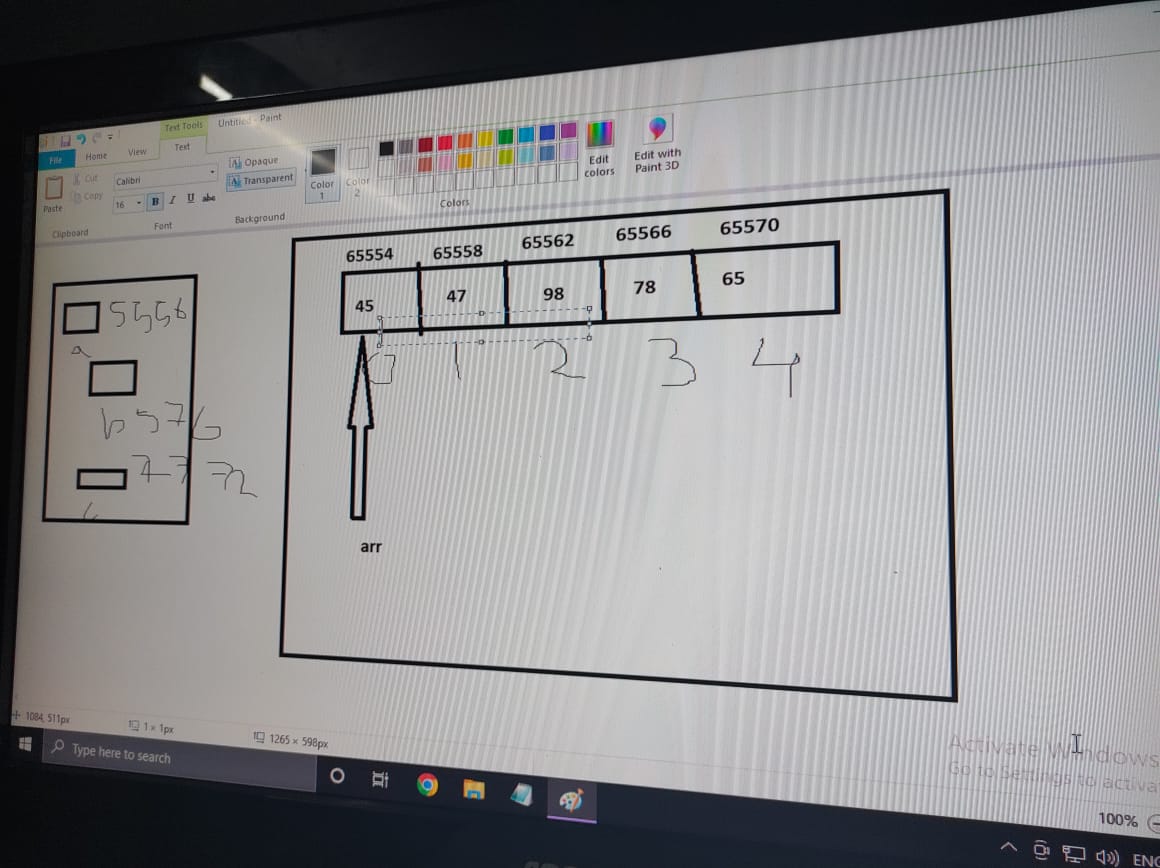 Text Tools Untitled - Paint
File Home View Text
Paste Cut Copy
Clipboard
Calibri
16 B I U abc
Font
Opaque
Transparent
Background
Color 1
Color 2
Colors
Edit colors
Edit with Paint 3D
65554 65558 65562 65566 65570
45 47 98 78 65
0 1 2 3 4
arr
5556
a
6576
7772
1084, 511px 1 × 1px 1265 × 598px
Activate Windows
Go to Settings to activa
100%
Type here to search
ENG